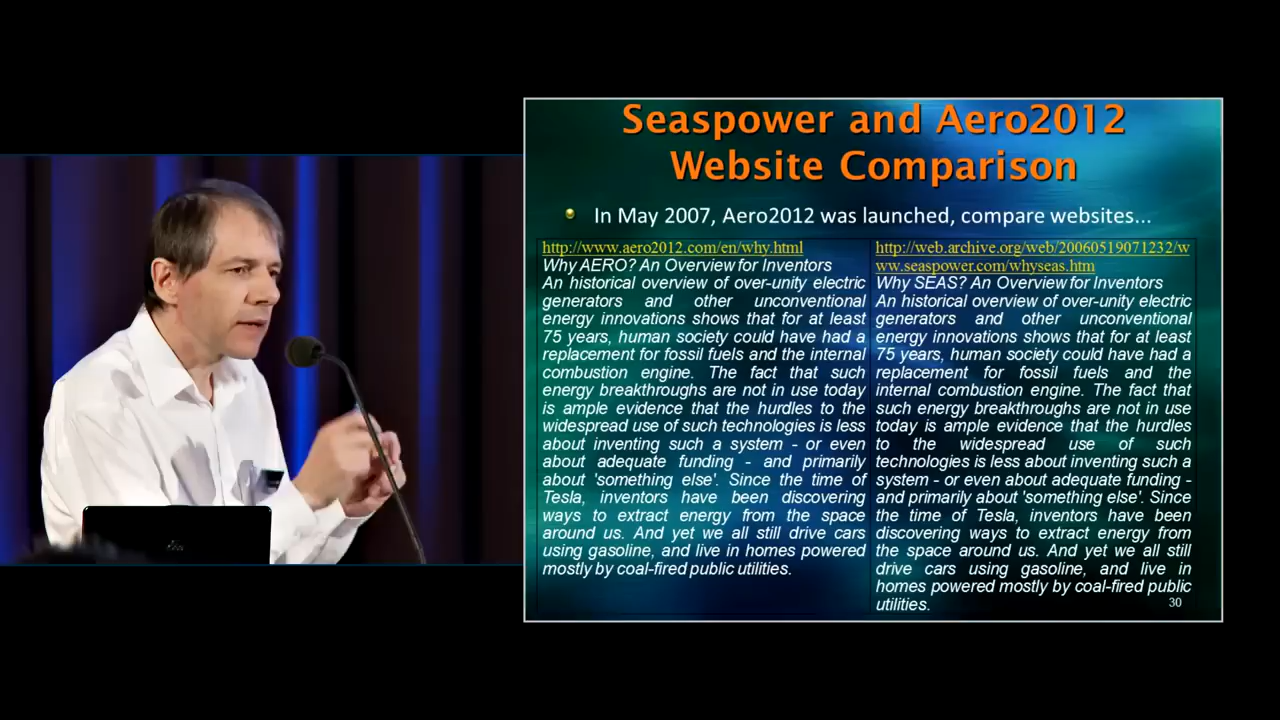 Seaspower and Aero2012
Website Comparison
In May 2007, Aero2012 was launched, compare websites...
http://www.aero2012.com/en/why.html
Why AERO? An Overview for Inventors
An historical overview of over-unity electric
generators and other unconventional
energy innovations shows that for at least
75 years, human society could have had a
replacement for fossil fuels and the internal
combustion engine. The fact that such
energy breakthroughs are not in use today
is ample evidence that the hurdles to the
widespread use of such technologies is less
about inventing such a system - or even
about adequate funding - and primarily
about 'something else'. Since the time of
Tesla, inventors have been discovering
ways to extract energy from the space
around us. And yet we all still drive cars
using gasoline, and live in homes powered
mostly by coal-fired public utilities.
http://web.archive.org/web/20060519071232/w
ww.seaspower.com/whyseas.htm
Why SEAS? An Overview for Inventors
An historical overview of over-unity electric
generators and other unconventional
energy innovations shows that for at least
75 years, human society could have had a
replacement for fossil fuels and the
internal combustion engine. The fact that
such energy breakthroughs are not in use
today is ample evidence that the hurdles
to the widespread use of such
technologies is less about inventing such a
system - or even about adequate funding -
and primarily about 'something else'. Since
the time of Tesla, inventors have been
discovering ways to extract energy from
the space around us. And yet we all still
drive cars using gasoline, and live in
homes powered mostly by coal-fired public
utilities.
30